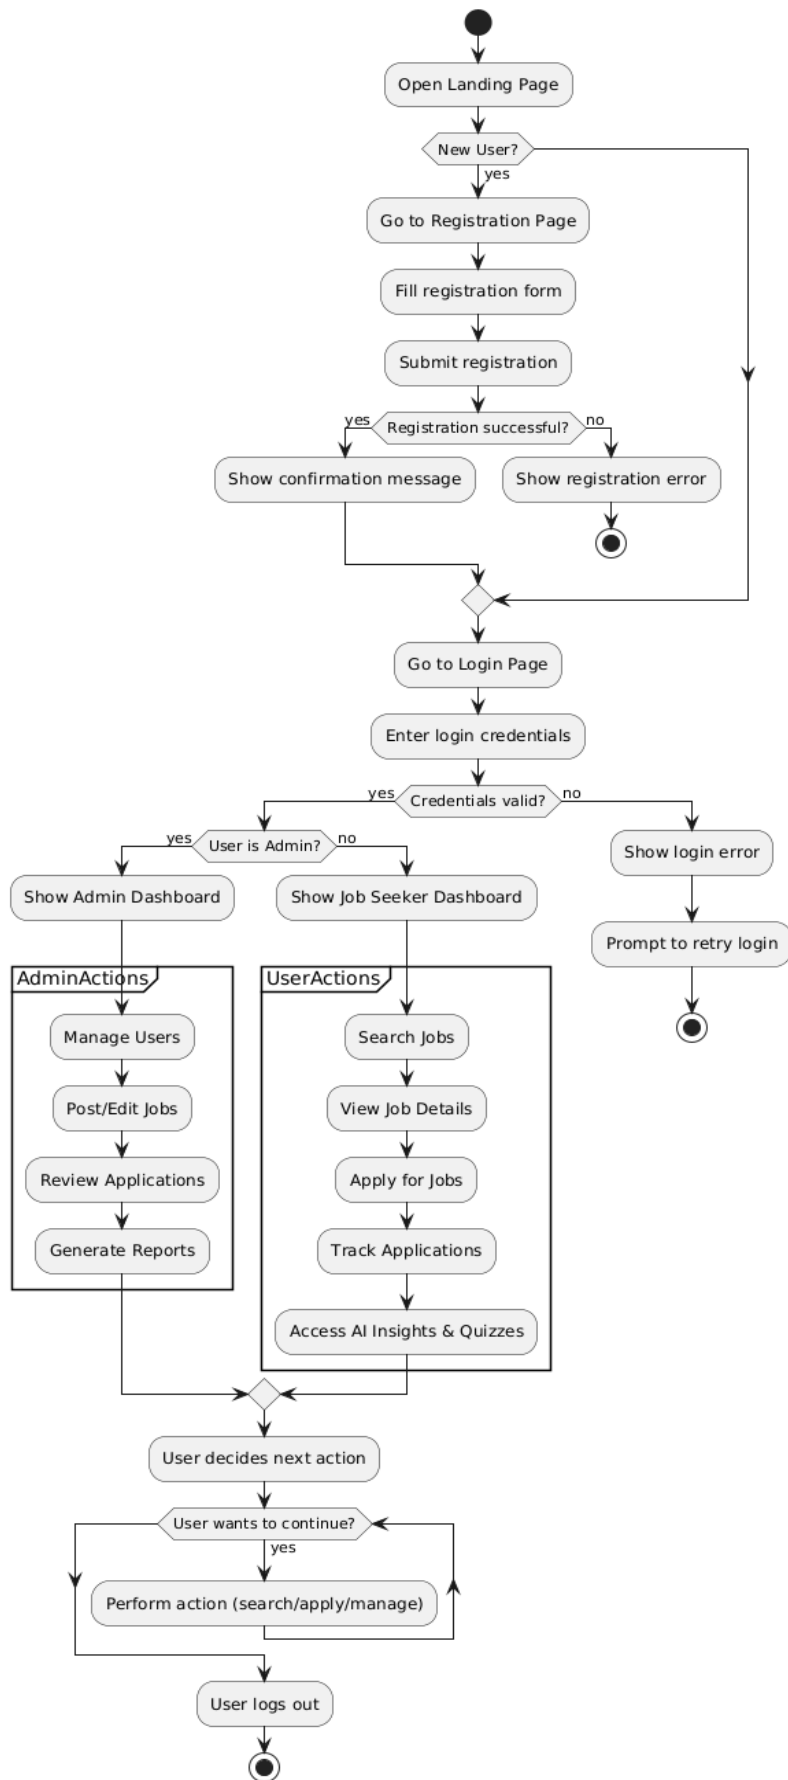 Open Landing Page
New User?
yes
Go to Registration Page
Fill registration form
Submit registration
yes
Registration successful?
no
Show confirmation message
Show registration error
Go to Login Page
Enter login credentials
yes
Credentials valid?
no
yes
User is Admin?
no
Show login error
Show Admin Dashboard
Show Job Seeker Dashboard
Prompt to retry login
AdminActions
UserActions
Manage Users
Search Jobs
Post/Edit Jobs
View Job Details
Review Applications
Apply for Jobs
Generate Reports
Track Applications
Access AI Insights & Quizzes
User decides next action
User wants to continue?
yes
Perform action (search/apply/manage)
User logs out